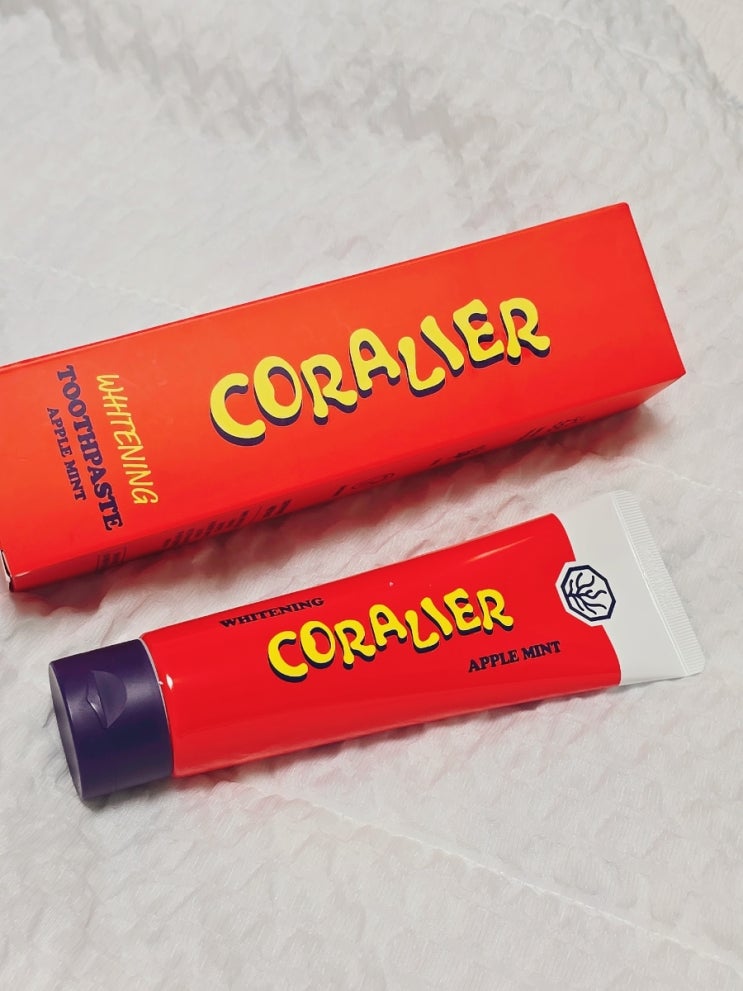 CORALIER
WHITENING
TOOTHPASTE
APPLE MINT
WHITENING
CORALIER
APPLE MINT